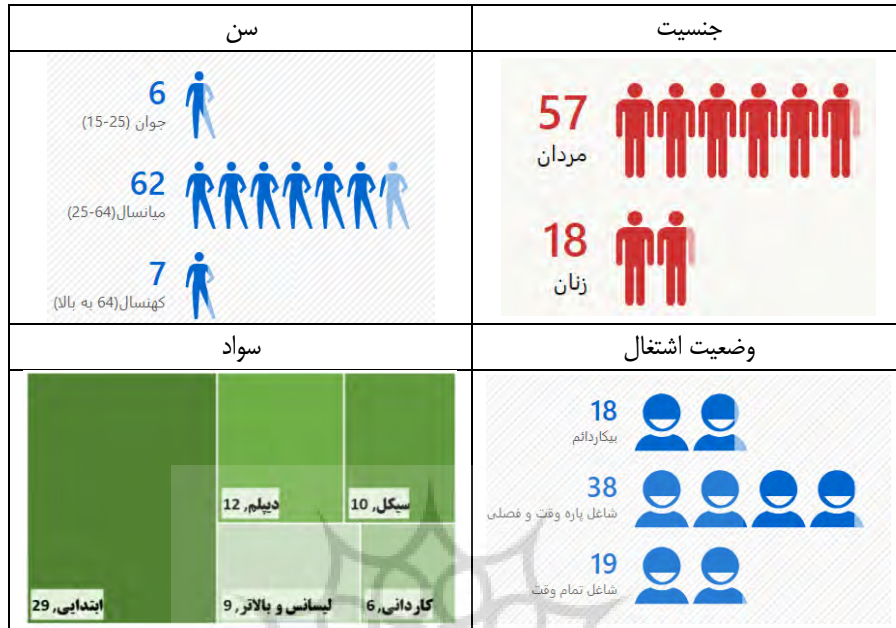 جنسیت
57
مردان
18
زنان
سن
6
جوان (25-15)
62
میانسال(64-25)
7
کهنسال(64 به بالا)
وضعیت اشتغال
18
بیکاردائم
38
شاغل پاره وقت و فصلی
19
شاغل تمام وقت
سواد
سیکل, 10
دیپلم, 12
کاردانی, 6
لیسانس و بالاتر, 9
ابتدایی, 29